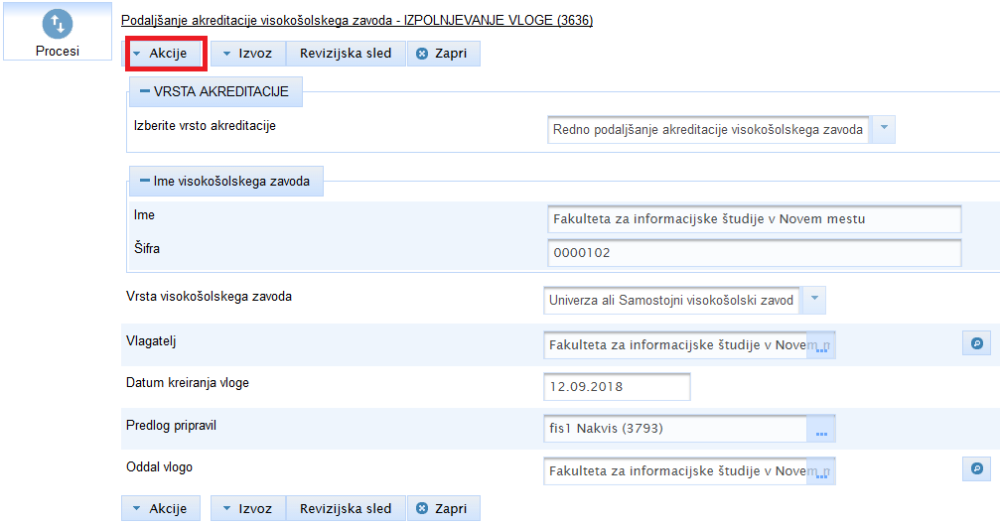 Procesi
Podaljšanje akreditacije visokošolskega zavoda - IZPOLNJEVANJE VLOGE (3636)
Akcije Izvoz Revizijska sled Zapri
VRSTA AKREDITACIJE
Izberite vrsto akreditacije Redno podaljšanje akreditacije visokošolskega zavoda
Ime visokošolskega zavoda
Ime Fakulteta za informacijske študije v Novem mestu
Šifra 0000102
Vrsta visokošolskega zavoda Univerza ali Samostojni visokošolski zavod
Vlagatelj Fakulteta za informacijske študije v Novem m ...
Datum kreiranja vloge 12.09.2018
Predlog pripravil fis1 Nakvis (3793) ...
Oddal vlogo Fakulteta za informacijske študije v Novem m ...
Akcije Izvoz Revizijska sled Zapri